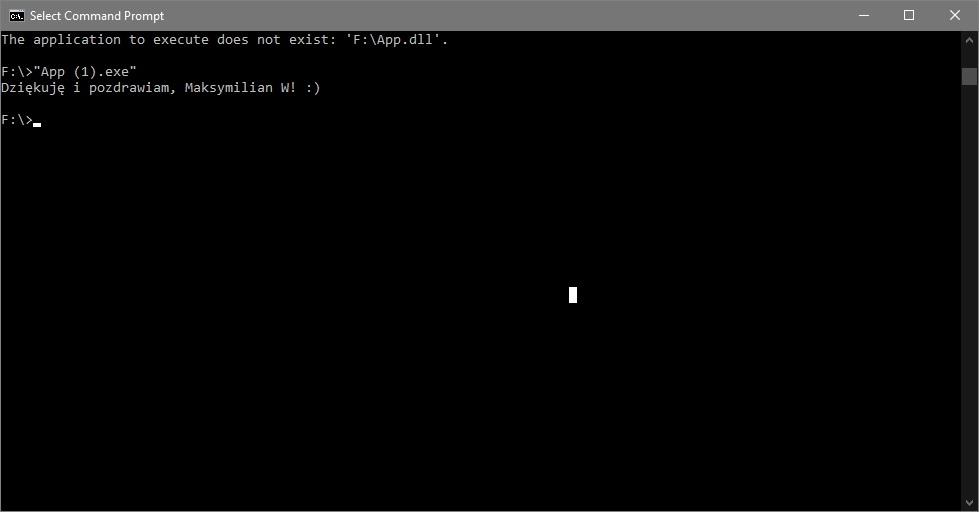 Select Command Prompt
The application to execute does not exist: 'F:\App.dll'.
F:\>"App (1).exe"
Dziękuję i pozdrawiam, Maksymilian W! :)
F:\>